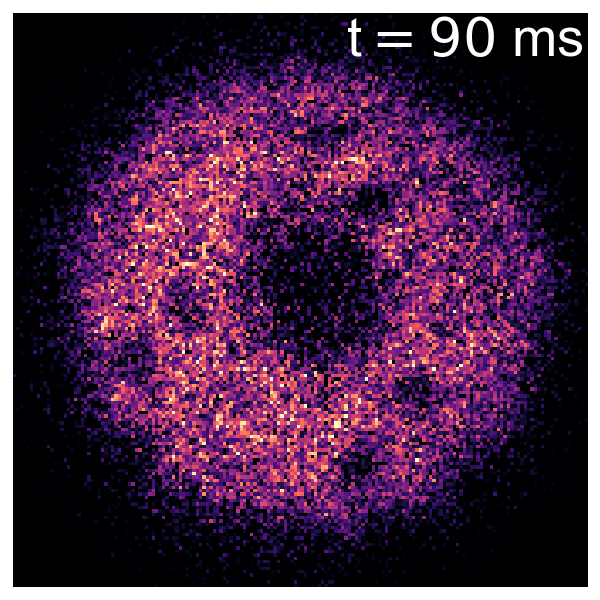 t = 90 ms